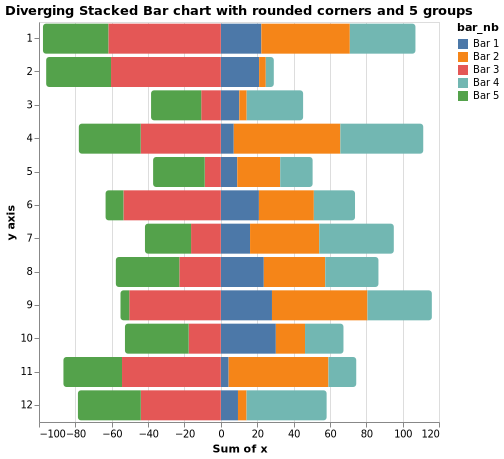 Diverging Stacked Bar chart with rounded corners and 5 groups
bar_nb
Bar 1
Bar 2
Bar 3
Bar 4
Bar 5
y axis
1
2
3
4
5
6
7
8
9
10
11
12
−100 −80 −60 −40 −20 0 20 40 60 80 100 120
Sum of x